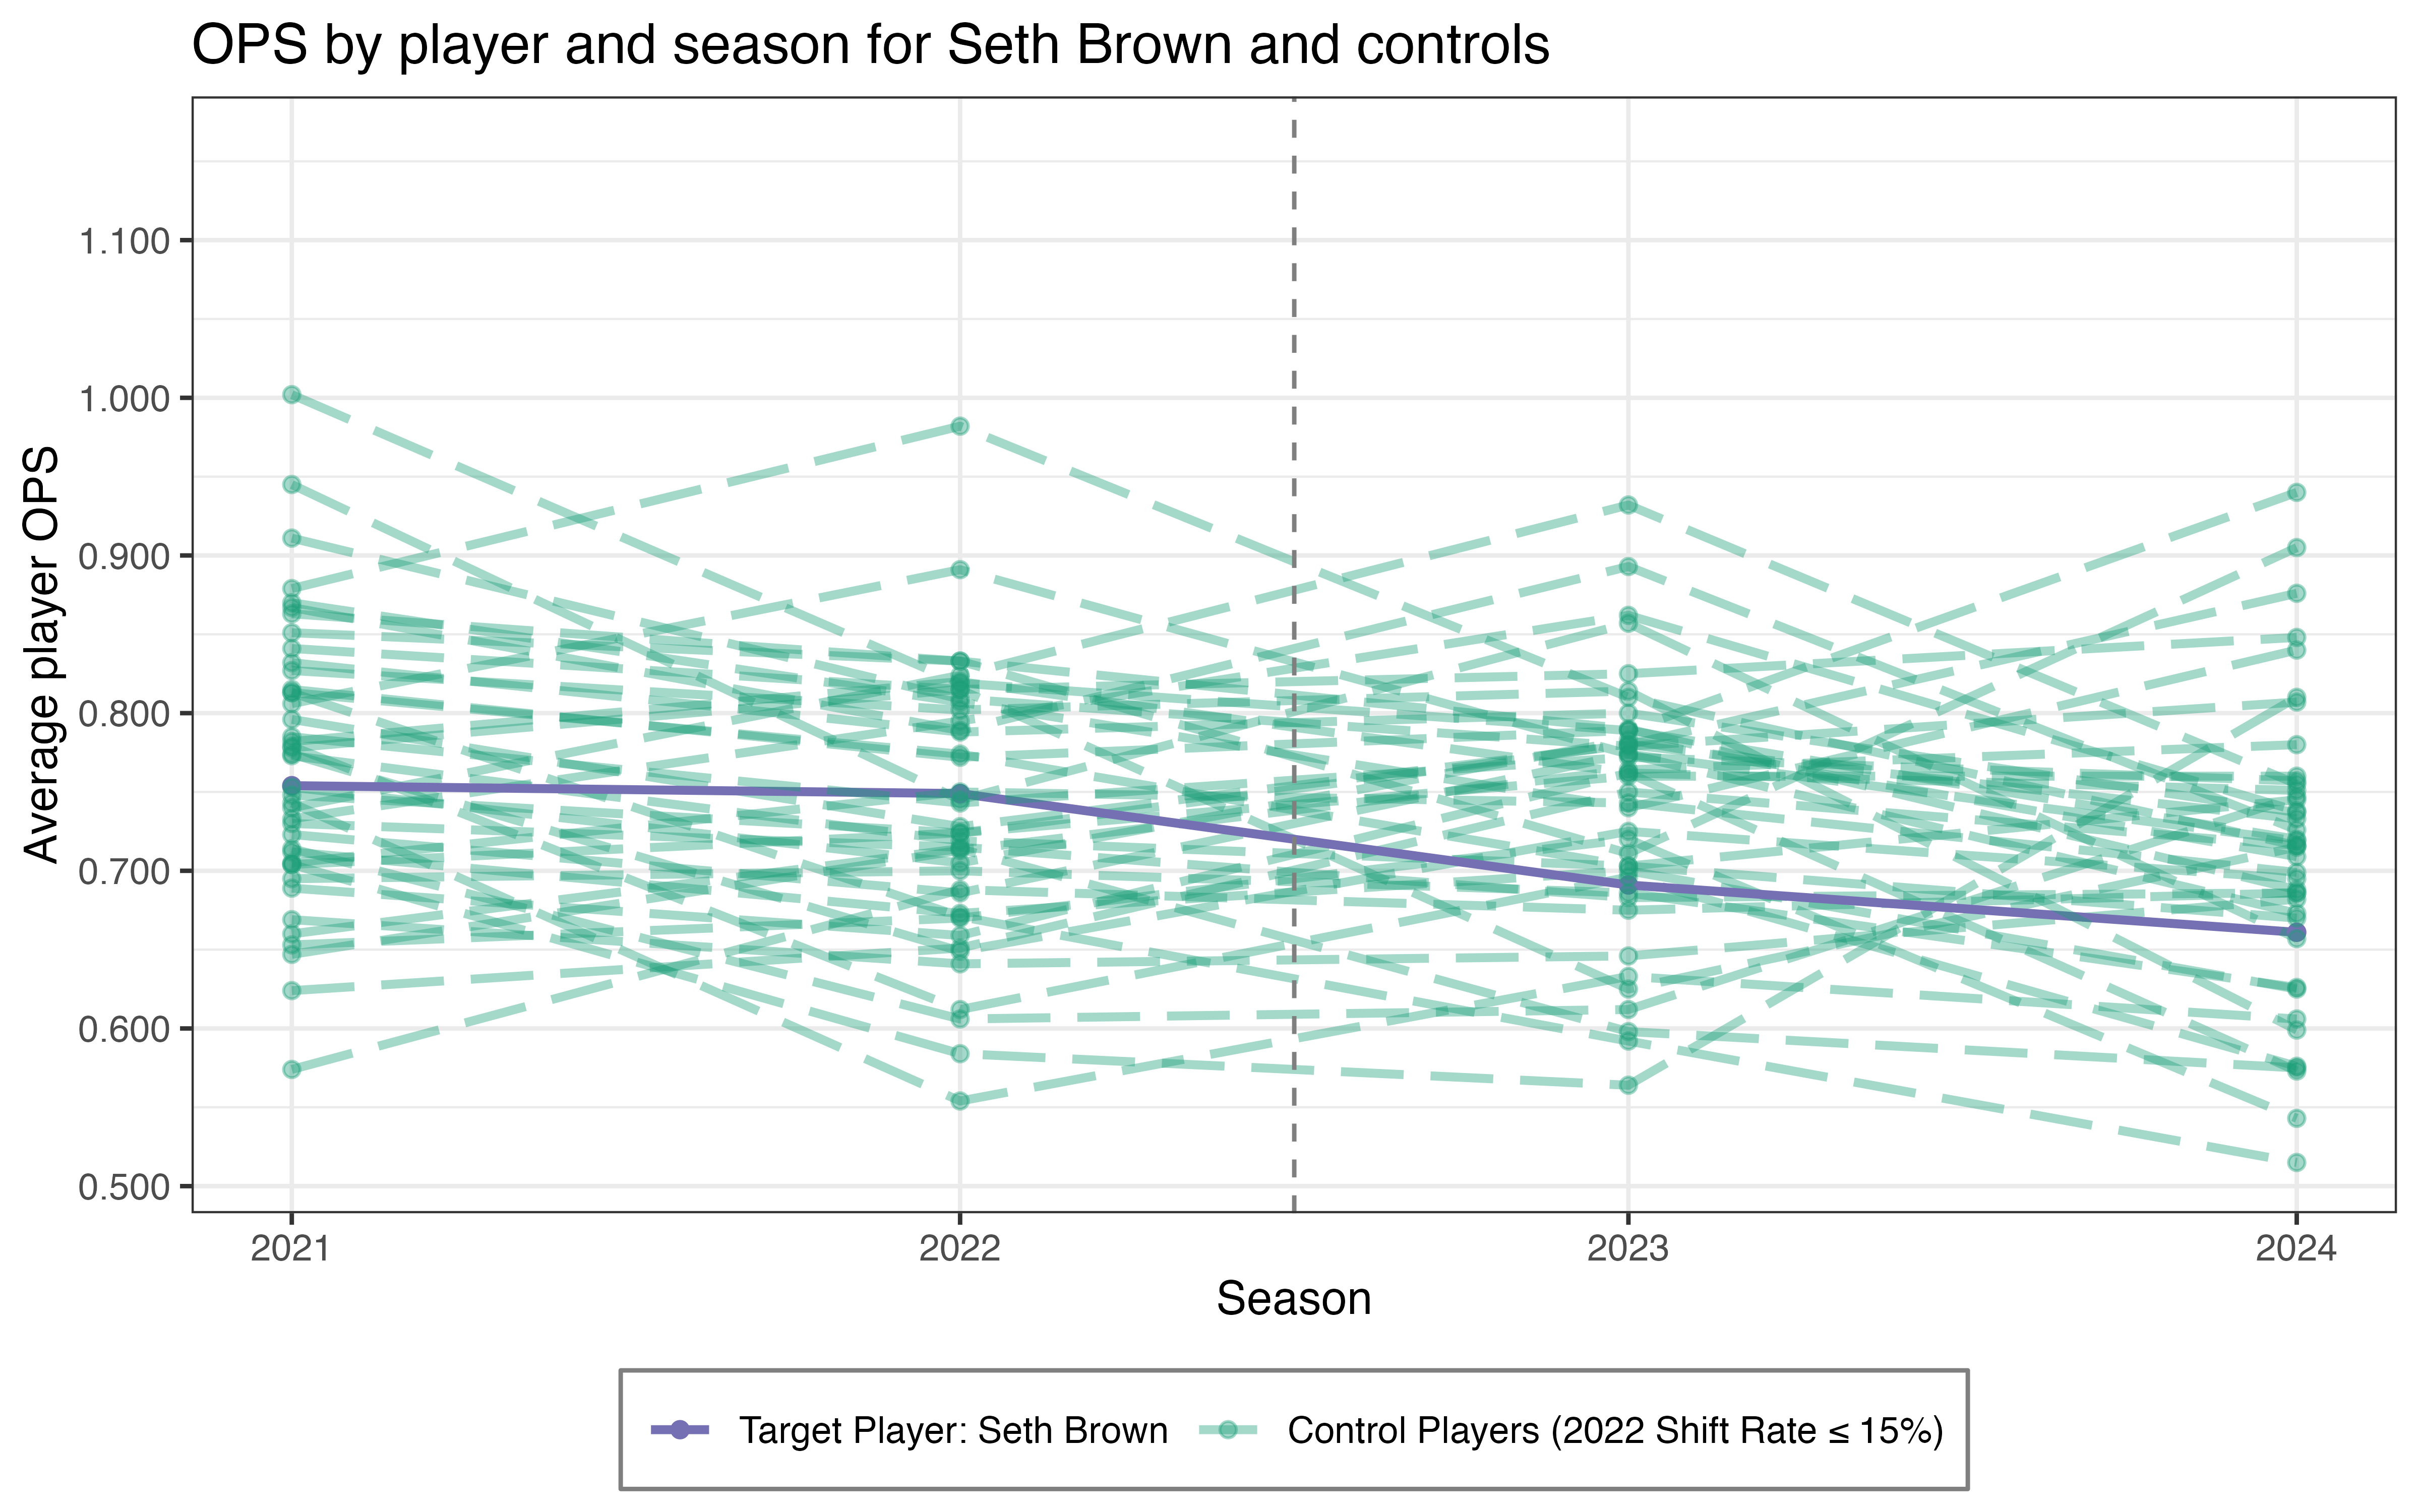 OPS by player and season for Seth Brown and controls
Average player OPS
1.100
1.000
0.900
0.800
0.700
0.600
0.500
2021 2022 2023 2024
Season
Target Player: Seth Brown Control Players (2022 Shift Rate ≤ 15%)